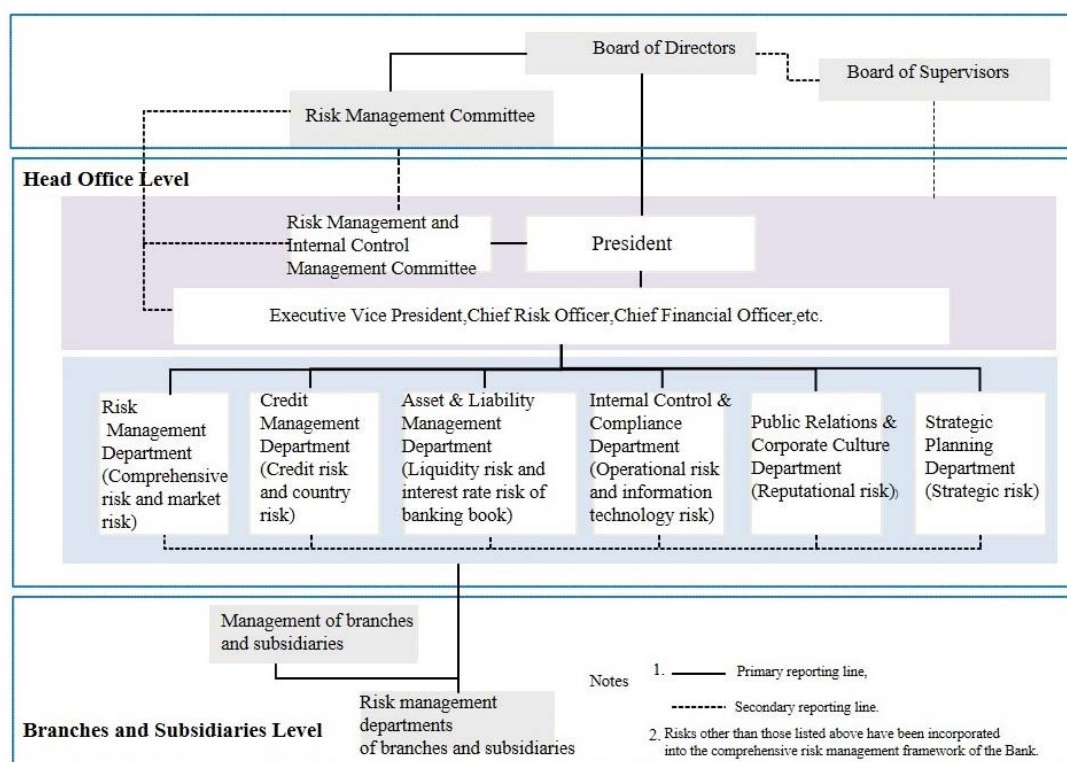 Board of Directors
Board of Supervisors
Risk Management Committee
Head Office Level
Risk Management and
Internal Control
Management Committee
President
Executive Vice President,Chief Risk Officer,Chief Financial Officer,etc.
Risk
Management
Department
(Comprehensive
risk and market
risk)
Credit
Management
Department
(Credit risk
and country
risk)
Asset & Liability
Management
Department
(Liquidity risk and
interest rate risk of
banking book)
Internal Control &
Compliance
Department
(Operational risk
and information
technology risk)
Public Relations &
Corporate Culture
Department
(Reputational risk))
Strategic
Planning
Department
(Strategic risk)
Management of branches
and subsidiaries
Risk management
departments
of branches and subsidiaries
Branches and Subsidiaries Level
Notes
1. Primary reporting line,
Secondary reporting line.
2. Risks other than those listed above have been incorporated
into the comprehensive risk management framework of the Bank.